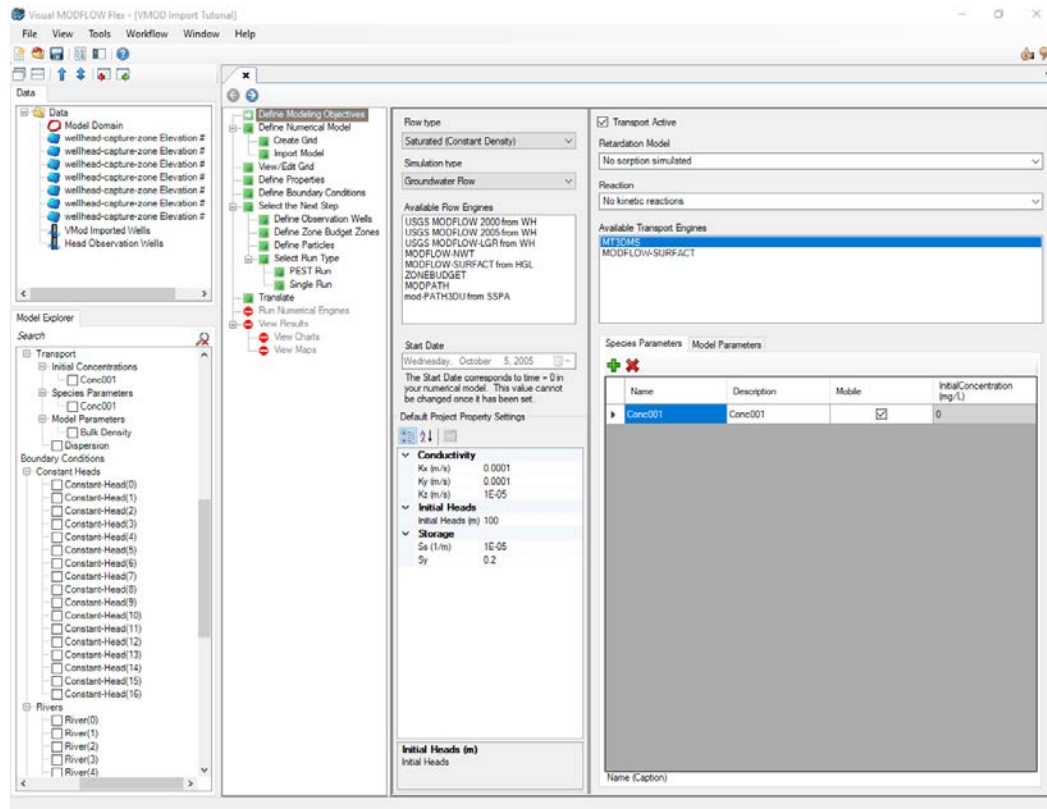 Visual MODFLOW Flex - [VMOD Import Tutorial]
File View Tools Workflow Window Help
Data
Data
Model Domain
wellhead-capture-zone Elevation #
wellhead-capture-zone Elevation #
wellhead-capture-zone Elevation #
wellhead-capture-zone Elevation #
wellhead-capture-zone Elevation #
wellhead-capture-zone Elevation #
wellhead-capture-zone Elevation #
VMod Imported Wells
Head Observation Wells
Model Explorer
Search
Transport
Initial Concentrations
Conc001
Species Parameters
Conc001
Model Parameters
Bulk Density
Dispersion
Boundary Conditions
Constant Heads
Constant-Head(0)
Constant-Head(1)
Constant-Head(2)
Constant-Head(3)
Constant-Head(4)
Constant-Head(5)
Constant-Head(6)
Constant-Head(7)
Constant-Head(8)
Constant-Head(9)
Constant-Head(10)
Constant-Head(11)
Constant-Head(12)
Constant-Head(13)
Constant-Head(14)
Constant-Head(15)
Constant-Head(16)
Rivers
River(0)
River(1)
River(2)
River(3)
River(4)
Define Modeling Objectives
Define Numerical Model
Create Grid
Import Model
View/Edit Grid
Define Properties
Define Boundary Conditions
Select the Next Step
Define Observation Wells
Define Zone Budget Zones
Define Particles
Select Run Type
PEST Run
Single Run
Translate
Run Numerical Engines
View Results
View Charts
View Maps
Flow type
Saturated (Constant Density)
Simulation type
Groundwater Flow
Available Flow Engines
USGS MODFLOW 2000 from WH
USGS MODFLOW 2005 from WH
USGS MODFLOW-LGR from WH
MODFLOW-NWT
MODFLOW-SURFACT from HGL
ZONEBUDGET
MODPATH
mod-PATH3DU from SSPA
Start Date
Wednesday, October 5, 2005
The Start Date corresponds to time = 0 in
your numerical model. This value cannot
be changed once it has been set.
Default Project Property Settings
Conductivity
Kx (m/s) 0.0001
Ky (m/s) 0.0001
Kz (m/s) 1E-05
Initial Heads
Initial Heads (m) 100
Storage
Ss (1/m) 1E-05
Sy 0.2
Initial Heads (m)
Initial Heads
Transport Active
Retardation Model
No sorption simulated
Reaction
No kinetic reactions
Available Transport Engines
MT3DMS
MODFLOW-SURFACT
Species Parameters Model Parameters
Name Description Mobile InitialConcentration
(mg/L)
Conc001 Conc001 0
Name (Caption)